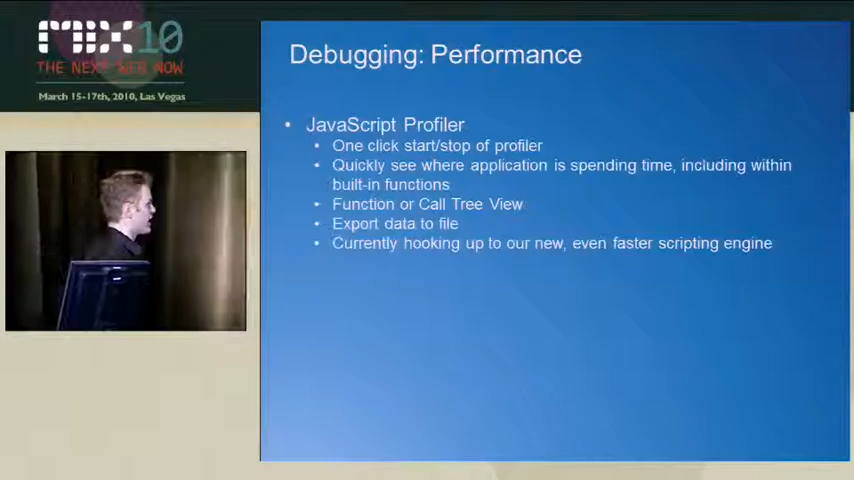 mix10
THE NEXT WEB NOW
March 15-17th, 2010, Las Vegas
Debugging: Performance
• JavaScript Profiler
• One click start/stop of profiler
• Quickly see where application is spending time, including within
built-in functions
• Function or Call Tree View
• Export data to file
• Currently hooking up to our new, even faster scripting engine